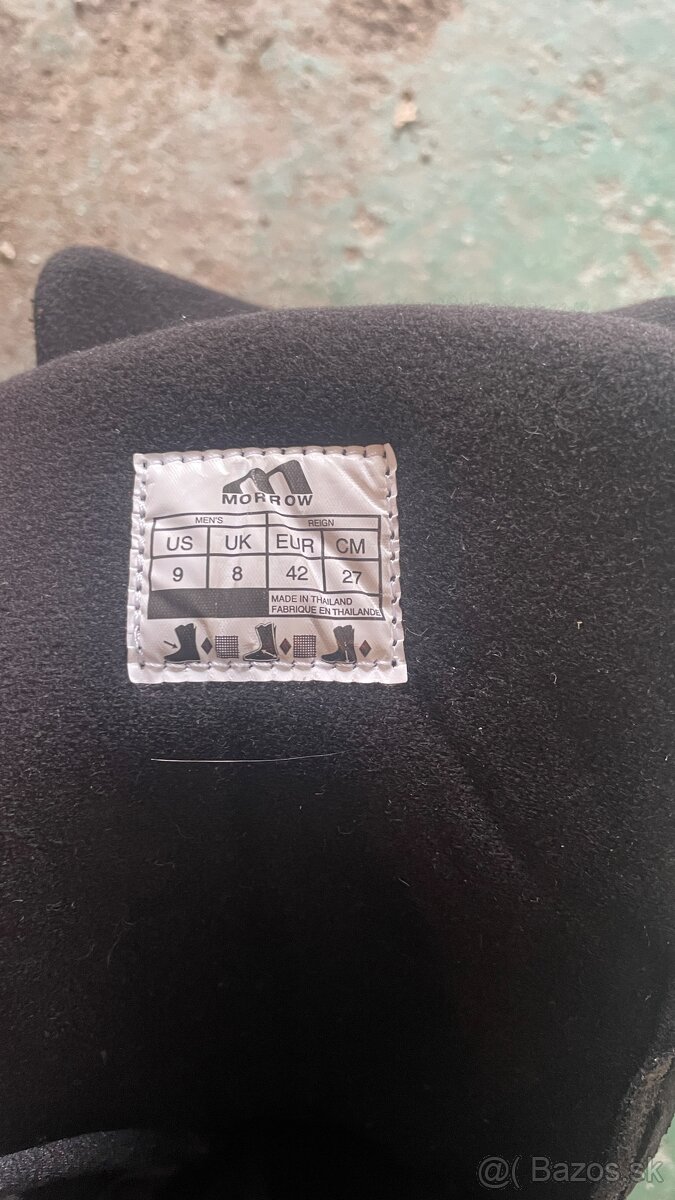 MORROW
MEN'S REIGN
US UK EUR CM
9 8 42 27
MADE IN THAILAND
FABRIQUE EN THAILANDE
@( Bazos.sk